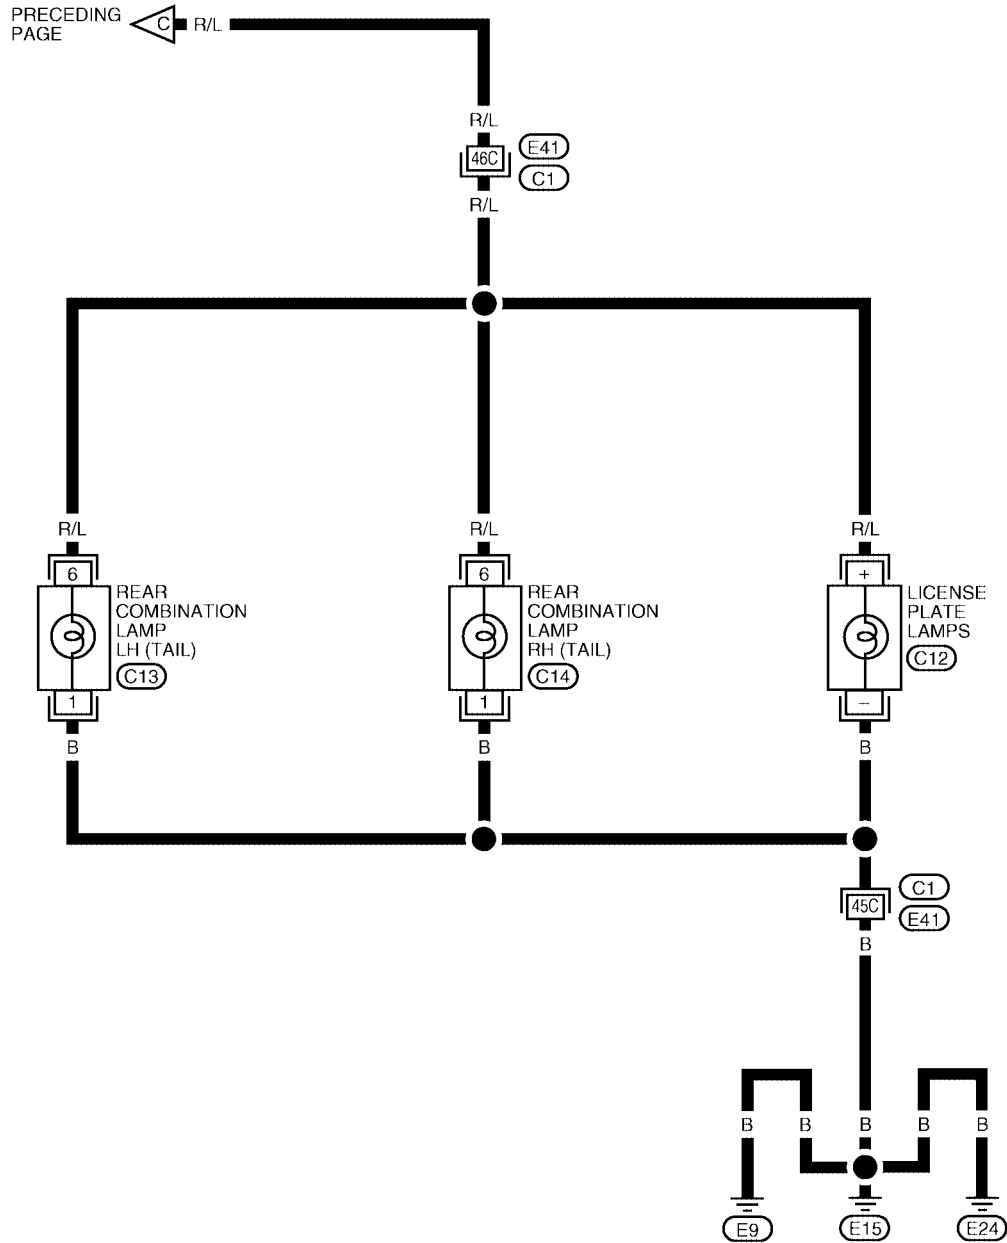 PRECEDING
PAGE
C
R/L
R/L
46C
E41
C1
R/L
R/L
R/L
R/L
6
6
+
REAR
COMBINATION
LAMP
LH (TAIL)
C13
REAR
COMBINATION
LAMP
RH (TAIL)
C14
LICENSE
PLATE
LAMPS
C12
1
1
−
B
B
B
45C
C1
E41
B
B
B
B
B
B
E9
E15
E24